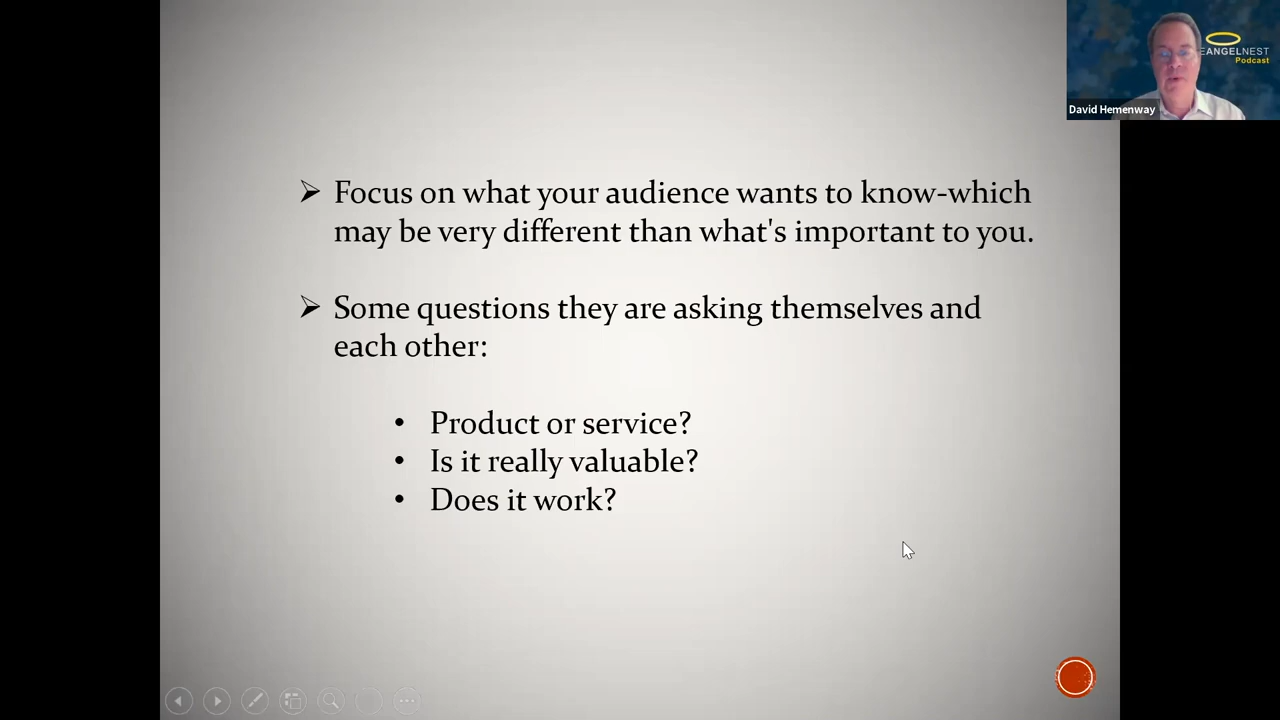 EANGELNEST
Podcast
David Hemenway
➢ Focus on what your audience wants to know-which
may be very different than what's important to you.
➢ Some questions they are asking themselves and
each other:
• Product or service?
• Is it really valuable?
• Does it work?